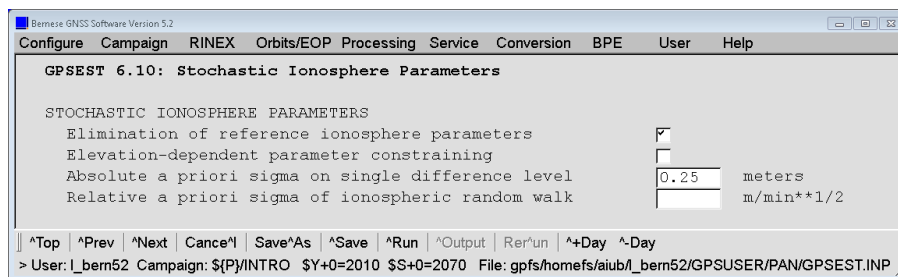 Bernese GNSS Software Version 5.2
Configure Campaign RINEX Orbits/EOP Processing Service Conversion BPE User Help
GPSEST 6.10: Stochastic Ionosphere Parameters
STOCHASTIC IONOSPHERE PARAMETERS
Elimination of reference ionosphere parameters
Elevation-dependent parameter constraining
Absolute a priori sigma on single difference level 0.25 meters
Relative a priori sigma of ionospheric random walk m/min**1/2
^Top | ^Prev | ^Next | Cance^l | Save^As | ^Save | ^Run | ^Output | Rer^un | ^+Day ^-Day
> User: l_bern52 Campaign: ${P}/INTRO $Y+0=2010 $S+0=2070 File: gpfs/homefs/aiub/l_bern52/GPSUSER/PAN/GPSEST.INP